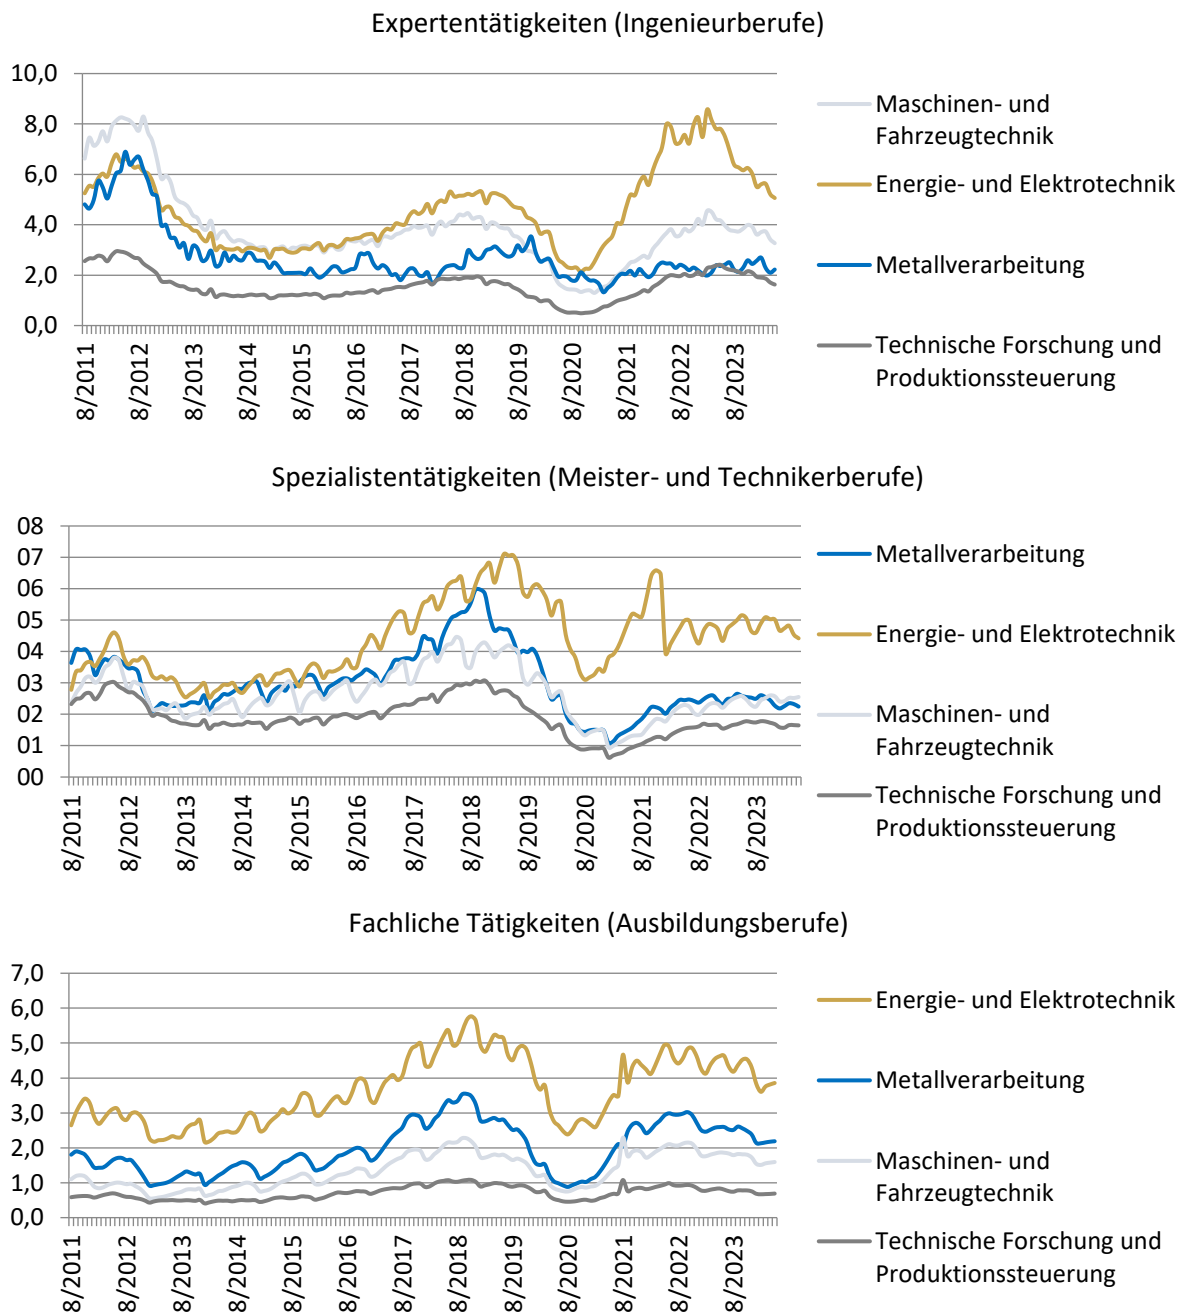 Expertentätigkeiten (Ingenieurberufe)
10,0
8,0
6,0
4,0
2,0
0,0
8/2011
8/2012
8/2013
8/2014
8/2015
8/2016
8/2017
8/2018
8/2019
8/2020
8/2021
8/2022
8/2023
Maschinen- und
Fahrzeugtechnik
Energie- und Elektrotechnik
Metallverarbeitung
Technische Forschung und
Produktionssteuerung
Spezialistentätigkeiten (Meister- und Technikerberufe)
08
07
06
05
04
03
02
01
00
8/2011
8/2012
8/2013
8/2014
8/2015
8/2016
8/2017
8/2018
8/2019
8/2020
8/2021
8/2022
8/2023
Metallverarbeitung
Energie- und Elektrotechnik
Maschinen- und
Fahrzeugtechnik
Technische Forschung und
Produktionssteuerung
Fachliche Tätigkeiten (Ausbildungsberufe)
7,0
6,0
5,0
4,0
3,0
2,0
1,0
0,0
8/2011
8/2012
8/2013
8/2014
8/2015
8/2016
8/2017
8/2018
8/2019
8/2020
8/2021
8/2022
8/2023
Energie- und Elektrotechnik
Metallverarbeitung
Maschinen- und
Fahrzeugtechnik
Technische Forschung und
Produktionssteuerung